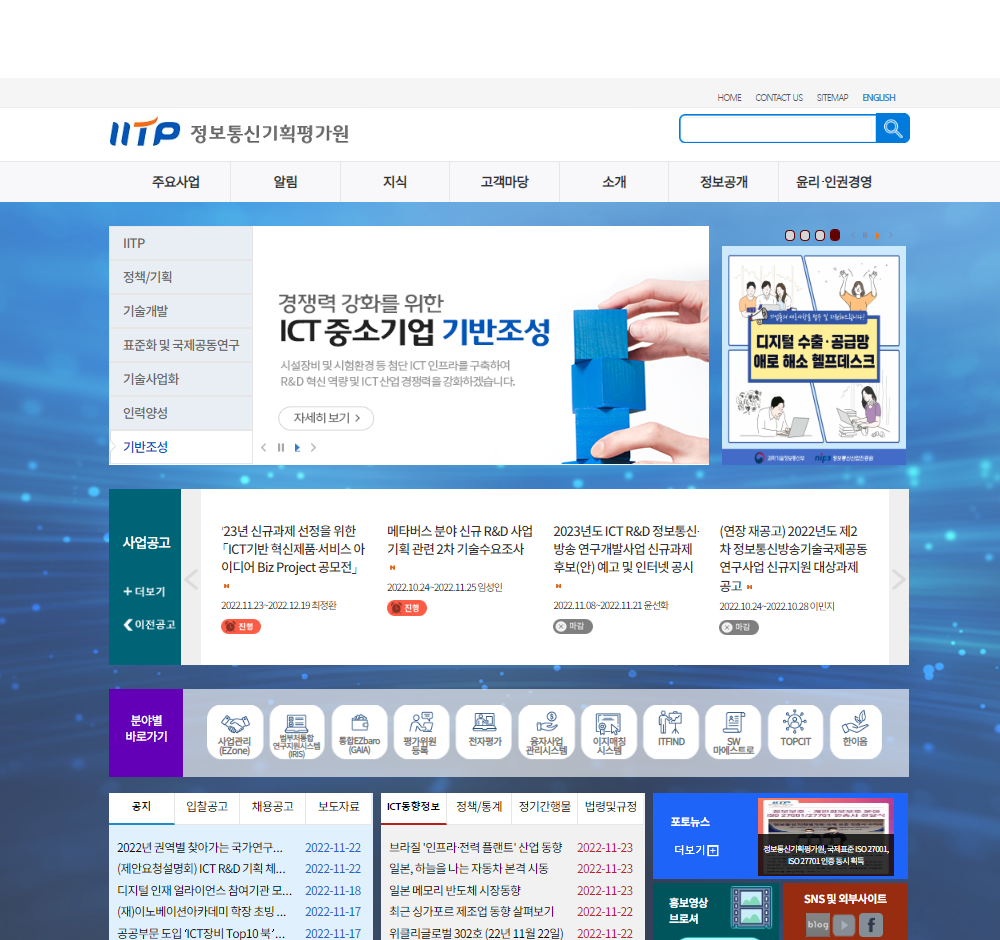 HOME CONTACT US SITEMAP ENGLISH
IITP 정보통신기획평가원
주요사업 알림 지식 고객마당 소개 정보공개 윤리·인권경영
IITP
정책/기획
기술개발
표준화 및 국제공동연구
기술사업화
인력양성
기반조성
경쟁력 강화를 위한
ICT 중소기업 기반조성
시설장비 및 시험환경 등 첨단 ICT 인프라를 구축하여
R&D 혁신 역량 및 ICT 산업 경쟁력을 강화하겠습니다.
자세히 보기 >
디지털 수출·공급망
애로 해소 헬프데스크
과학기술정보통신부 nipa 정보통신산업진흥원
사업공고
+ 더보기
이전공고
'23년 신규과제 선정을 위한
「ICT기반 혁신제품·서비스 아
이디어 Biz Project 공모전」
N
2022.11.23~2022.12.19 최정환
진행
메타버스 분야 신규 R&D 사업
기획 관련 2차 기술수요조사
N
2022.10.24~2022.11.25 임성인
진행
2023년도 ICT R&D 정보통신·
방송 연구개발사업 신규과제
후보(안) 예고 및 인터넷 공시
N
2022.11.08~2022.11.21 윤선화
마감
(연장 재공고) 2022년도 제2
차 정보통신방송기술국제공동
연구사업 신규지원 대상과제
공고 N
2022.10.24~2022.10.28 이민지
마감
분야별
바로가기
사업관리
(EZone)
범부처통합
연구지원시스템
(IRIS)
통합EZbaro
(GAIA)
평가위원
등록
전자평가
융자사업
관리시스템
이지매칭
시스템
ITFIND
SW
마에스트로
TOPCIT
한이음
공지 입찰공고 채용공고 보도자료
2022년 권역별 찾아가는 국가연구... 2022-11-22
(제안요청설명회) ICT R&D 기획 체... 2022-11-22
디지털 인재 얼라이언스 참여기관 모... 2022-11-18
(재)이노베이션아카데미 학장 초빙 ... 2022-11-17
공공부문 도입 'ICT장비 Top10 북'... 2022-11-17
ICT동향정보 정책/통계 정기간행물 법령및규정
브라질 '인프라·전력 플랜트' 산업 동향 2022-11-23
일본, 하늘을 나는 자동차 본격 시동 2022-11-23
일본 메모리 반도체 시장동향 2022-11-23
최근 싱가포르 제조업 동향 살펴보기 2022-11-22
위클리글로벌 302호 (22년 11월 22일) 2022-11-22
포토뉴스
더보기
정보통신기획평가원, 국제표준 ISO 27001,
ISO 27701 인증 동시 획득
홍보영상
브로셔
SNS 및 외부사이트
blog f